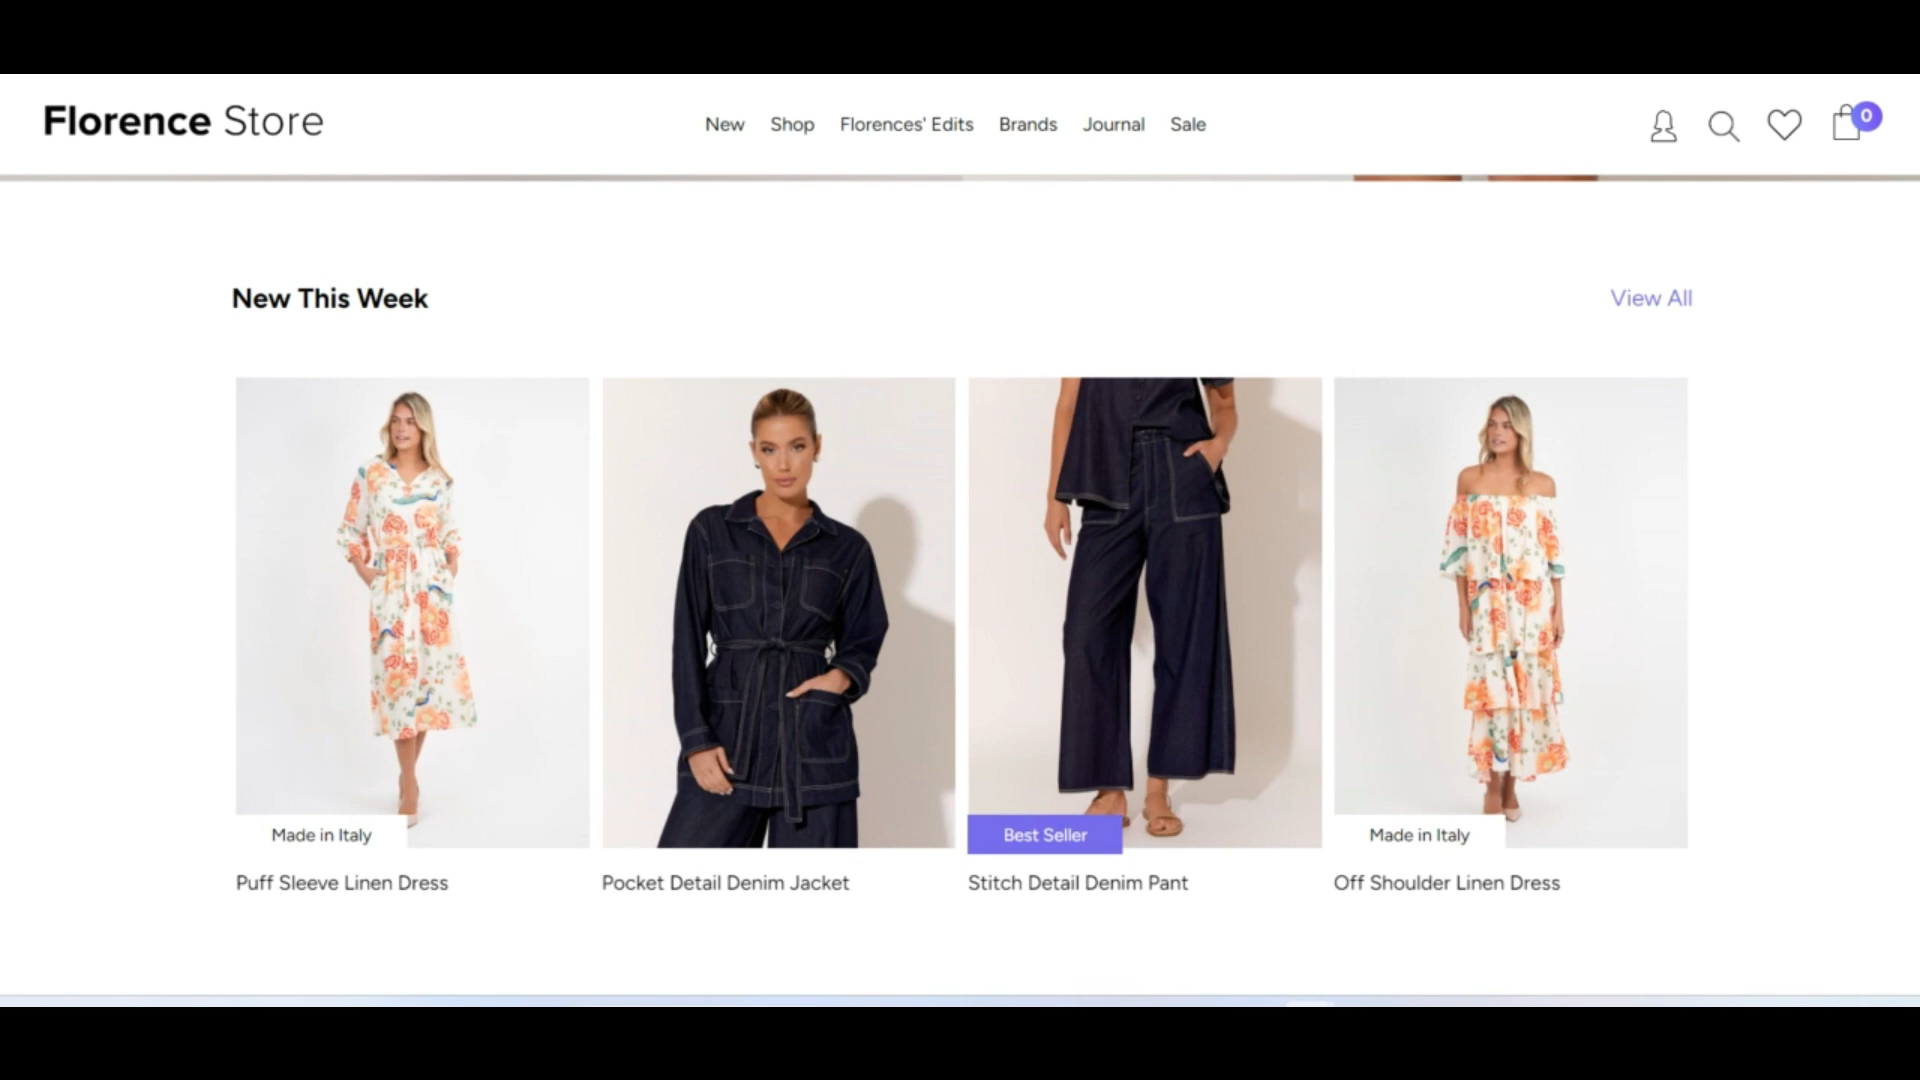 Florence Store
New Shop Florences' Edits Brands Journal Sale
0
New This Week
View All
Made in Italy
Puff Sleeve Linen Dress
Pocket Detail Denim Jacket
Best Seller
Stitch Detail Denim Pant
Made in Italy
Off Shoulder Linen Dress